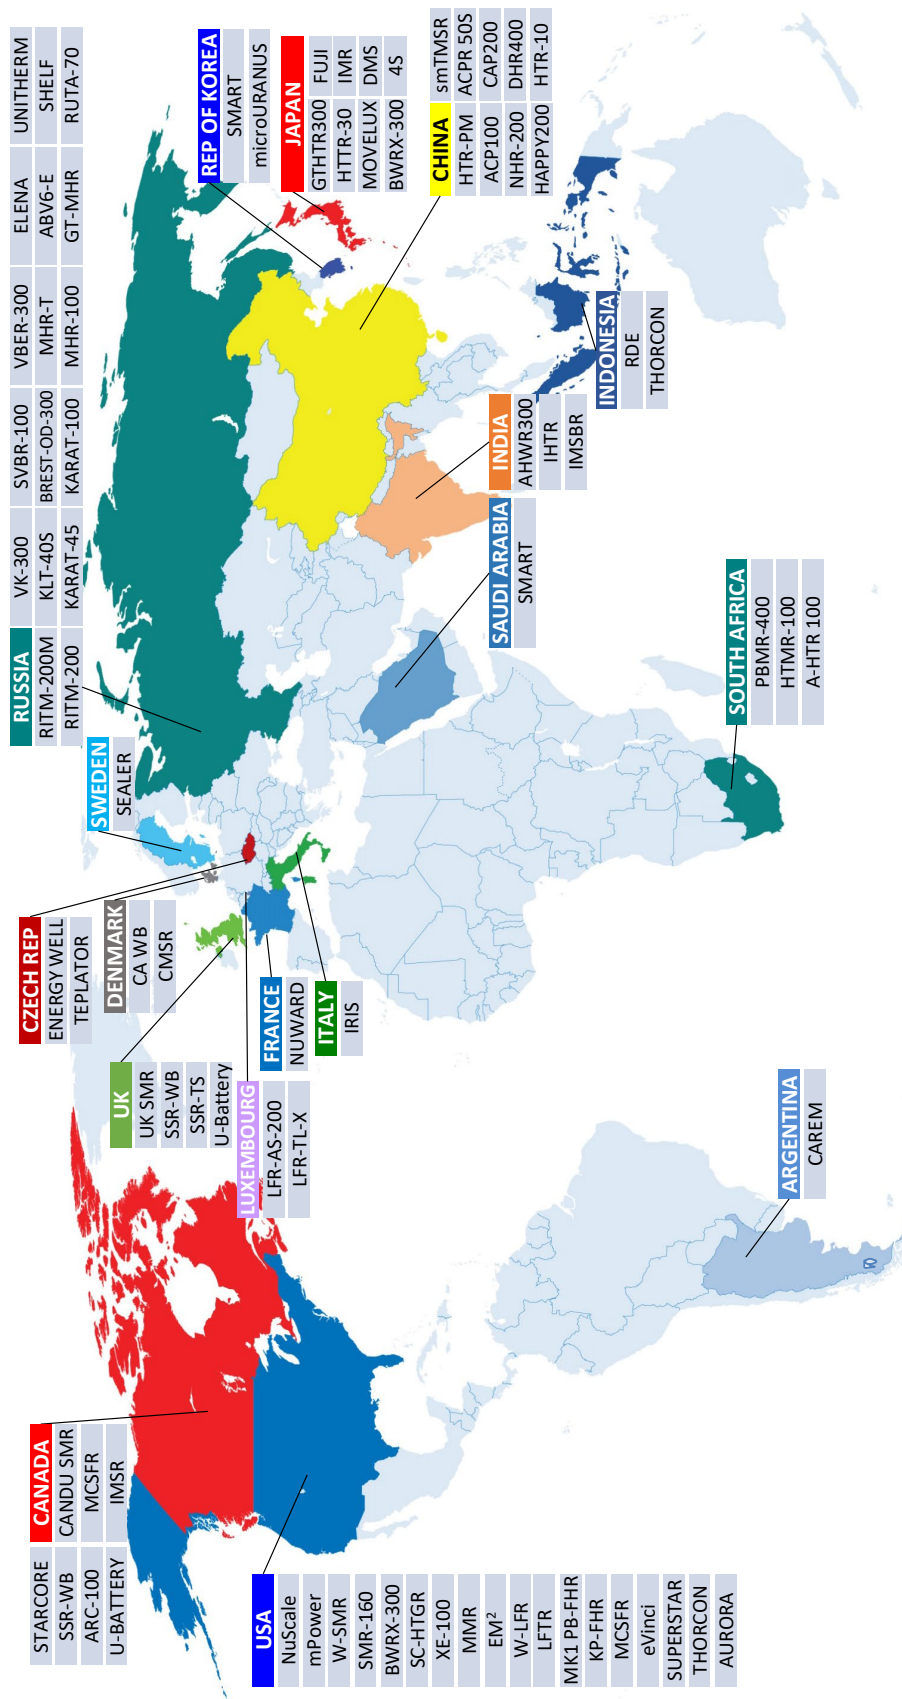 STARCORE
SSR-WB
ARC-100
U-BATTERY
CANADA
CANDU SMR
MCSFR
IMSR
USA
NuScale
mPower
W-SMR
SMR-160
BWRX-300
SC-HTGR
XE-100
MMR
EM²
W-LFR
LFTR
MK1 PB-FHR
KP-FHR
MCSFR
eVinci
SUPERSTAR
THORCON
AURORA
UK
UK SMR
SSR-WB
SSR-TS
U-Battery
LUXEMBOURG
LFR-AS-200
LFR-TL-X
CZECH REP
ENERGY WELL
TEPLATOR
DENMARK
CA WB
CMSR
FRANCE
NUWARD
ITALY
IRIS
SWEDEN
SEALER
ARGENTINA
CAREM
RUSSIA
RITM-200M
RITM-200
VK-300
KLT-40S
KARAT-45
SVBR-100
BREST-OD-300
KARAT-100
VBER-300
MHR-T
MHR-100
ELENA
ABV6-E
GT-MHR
UNITHERM
SHELF
RUTA-70
SOUTH AFRICA
PBMR-400
HTMR-100
A-HTR 100
SAUDI ARABIA
SMART
INDIA
AHWR300
IHTR
IMSBR
INDONESIA
RDE
THORCON
REP OF KOREA
SMART
microURANUS
JAPAN
GTHTR300 FUJI
HTTR-30 IMR
MOVELUX DMS
BWRX-300 4S
CHINA smTMSR
HTR-PM ACPR 50S
ACP100 CAP200
NHR-200 DHR400
HAPPY200 HTR-10